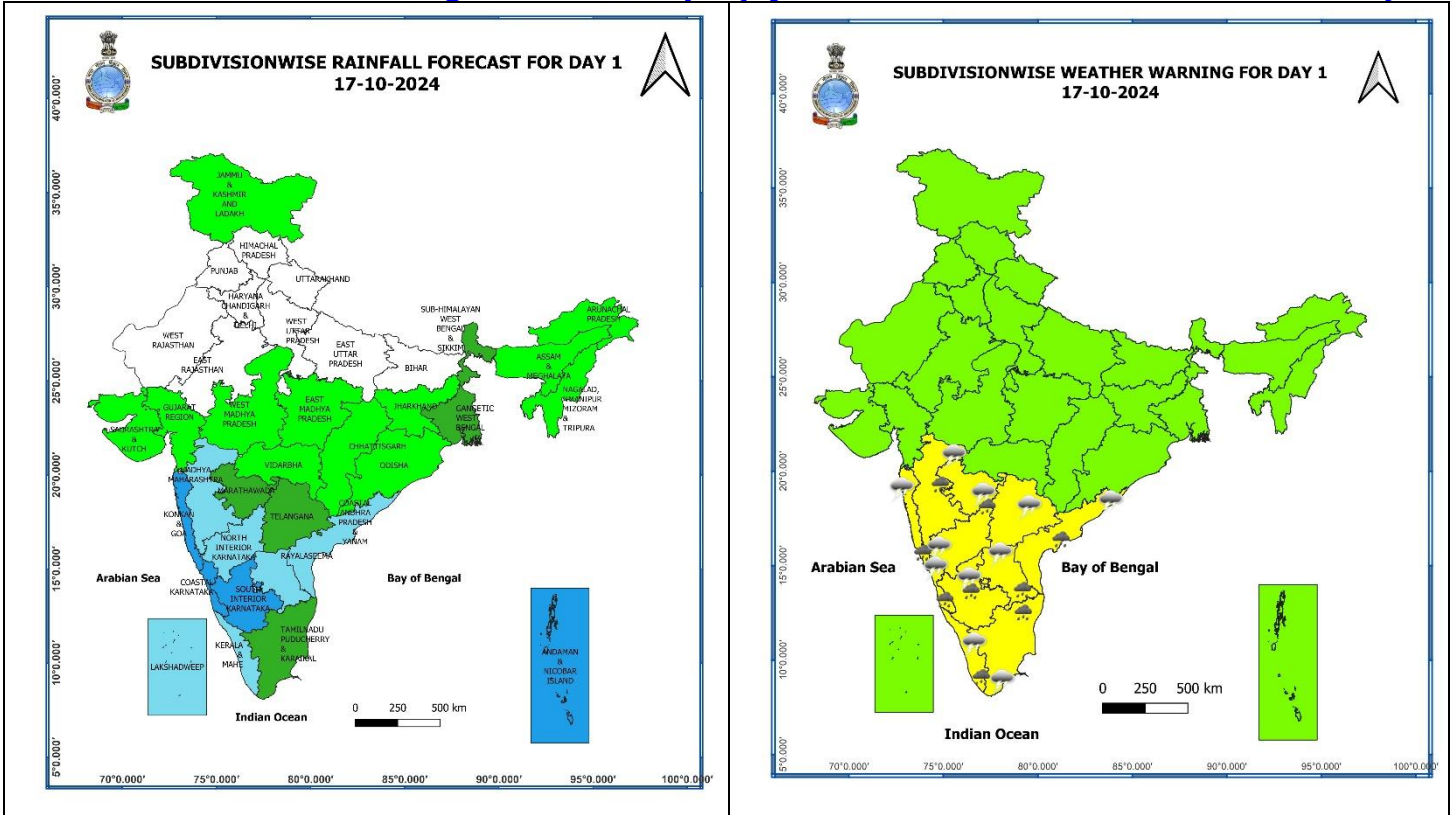 SUBDIVISIONWISE RAINFALL FORECAST FOR DAY 1
17-10-2024
40°0.000'
35°0.000'
30°0.000'
25°0.000'
20°0.000'
15°0.000'
10°0.000'
5°0.000'
JAMMU
&
KASHMIR
AND
LADAKH
HIMACHAL
PRADESH
PUNJAB
UTTARAKHAND
HARYANA
CHANDIGARH
&
DELHI
WEST
RAJASTHAN
EAST
RAJASTHAN
WEST
UTTAR
PRADESH
EAST
UTTAR
PRADESH
BIHAR
SUB-HIMALAYAN
WEST
BENGAL
&
SIKKIM
ARUNACHAL
PRADESH
ASSAM
&
MEGHALAYA
NAGALAD,
MANIPUR
MIZORAM
&
TRIPURA
GUJARAT
REGION
SAURASHTRA
&
KUTCH
WEST
MADHYA
PRADESH
EAST
MADHYA
PRADESH
JHARKHAND
GANGETIC
WEST
BENGAL
CHHATTISGARH
ODISHA
VIDARBHA
MADHYA
MAHARASHTRA
MARATHAWADA
KONKAN
&
GOA
TELANGANA
COASTAL
ANDHRA
PRADESH
&
YANAM
NORTH
INTERIOR
KARNATAKA
RAYALASEEMA
COASTAL
KARNATAKA
SOUTH
INTERIOR
KARNATAKA
TAMILNADU
PUDUCHERRY
&
KARAIKAL
KERALA
&
MAHE
LAKSHADWEEP
ANDAMAN
&
NICOBAR
ISLAND
Arabian Sea
Bay of Bengal
Indian Ocean
0 250 500 km
70°0.000' 75°0.000' 80°0.000' 85°0.000' 90°0.000' 95°0.000' 100°0.000'
SUBDIVISIONWISE WEATHER WARNING FOR DAY 1
17-10-2024
40°0.000'
35°0.000'
30°0.000'
25°0.000'
20°0.000'
15°0.000'
10°0.000'
5°0.000'
Arabian Sea
Bay of Bengal
Indian Ocean
0 250 500 km
70°0.000' 75°0.000' 80°0.000' 85°0.000' 90°0.000' 95°0.000' 100°0.000'